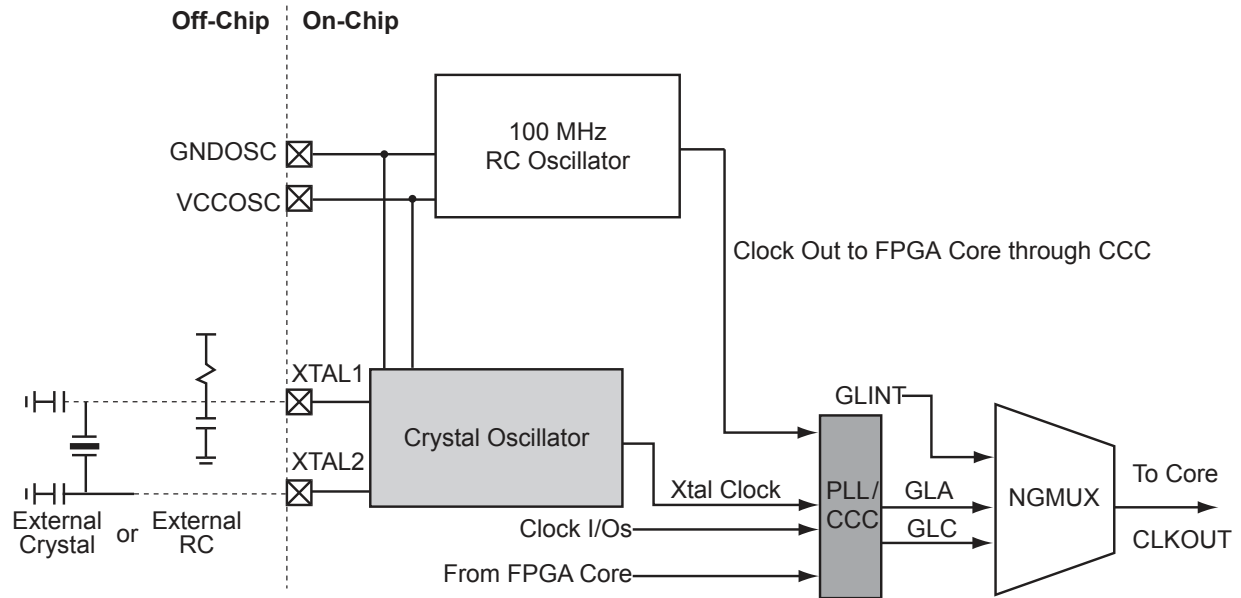 Off-Chip
On-Chip
100 MHz
RC Oscillator
GNDOSC
VCCOSC
Clock Out to FPGA Core through CCC
XTAL1
GLINT
Crystal Oscillator
XTAL2
Xtal Clock
PLL/
CCC
GLA
GLC
NGMUX
To Core
CLKOUT
External
Crystal
or
External
RC
Clock I/Os
From FPGA Core